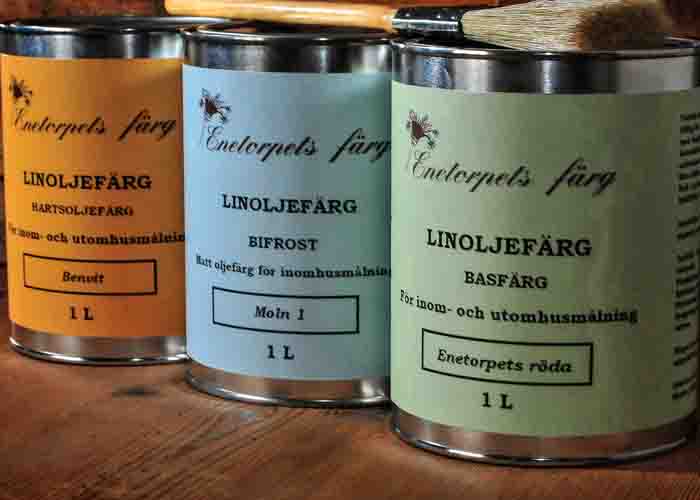 Enetorpets färg
LINOLJEFÄRG
HARTSOLJEFÄRG
För inom- och utomhusmålning
Benvit
1 L
Enetorpets färg
LINOLJEFÄRG
BIFROST
Matt oljefärg för inomhusmålning
Moln 1
1 L
Enetorpets färg
LINOLJEFÄRG
BASFÄRG
För inom- och utomhusmålning
Enetorpets röda
1 L